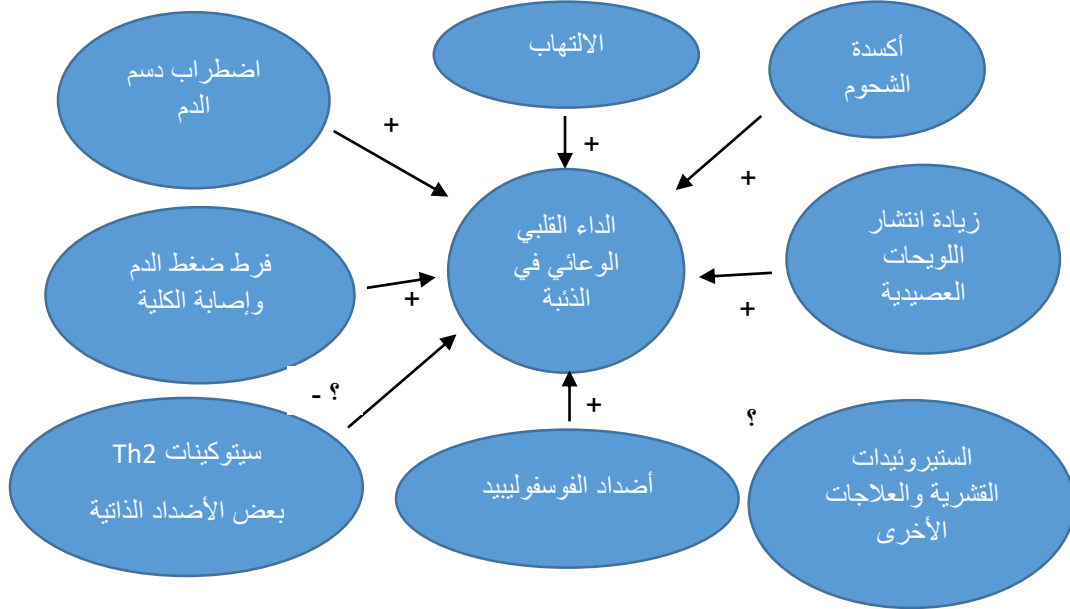 اضطراب دسم
الدم
الالتهاب
أكسدة
الشحوم
+
+
+
الداء القلبي
الوعائي في
الذئبة
زيادة انتشار
اللويحات
العصيدية
+
فرط ضغط الدم
وإصابة الكلية
+
؟ -
سيتوكينات Th2
بعض الأضداد الذاتية
+
أضداد الفوسفوليبيد
؟
الستيروئيدات
القشرية والعلاجات
الأخرى